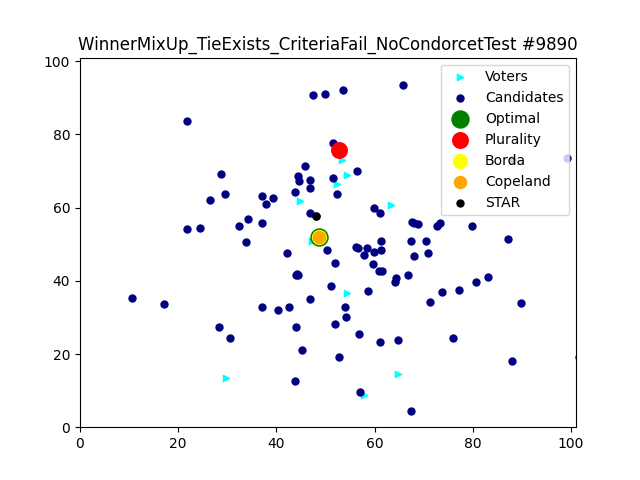 WinnerMixUp_TieExists_CriteriaFail_NoCondorcetTest #9890
100
80
60
40
20
0
0
20
40
60
80
100
Voters
Candidates
Optimal
Plurality
Borda
Copeland
STAR